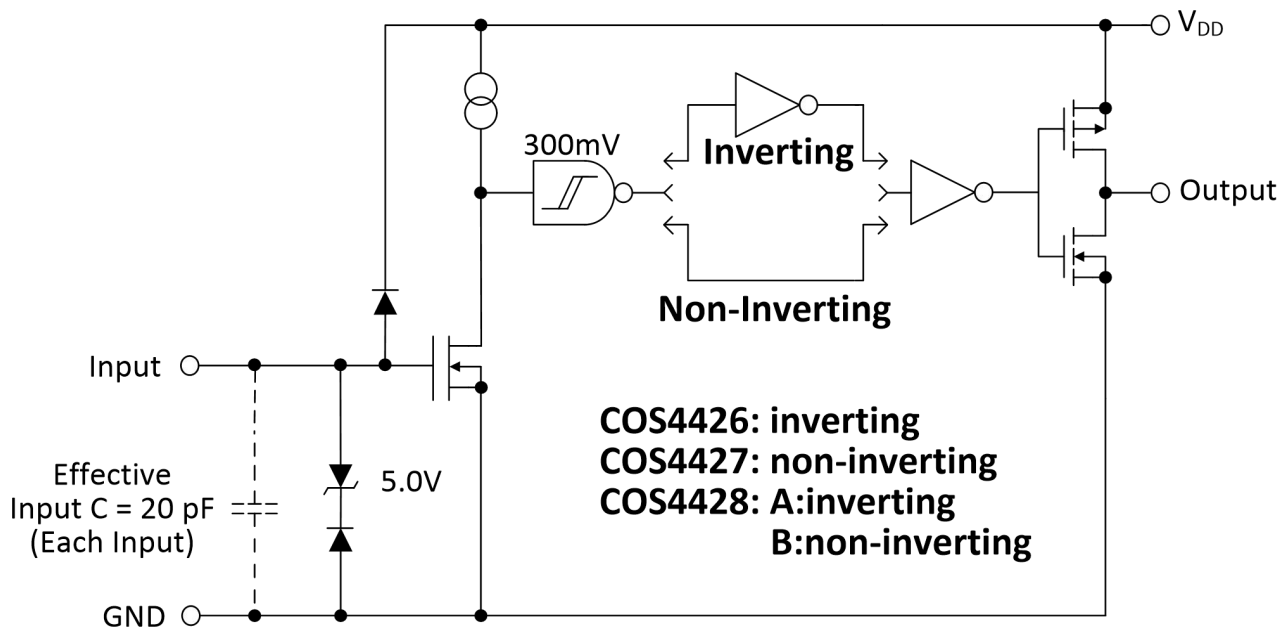 V_DD
300mV
Inverting
Output
Non-Inverting
Input
COS4426: inverting
COS4427: non-inverting
COS4428: A:inverting
B:non-inverting
5.0V
Effective
Input C = 20 pF
(Each Input)
GND